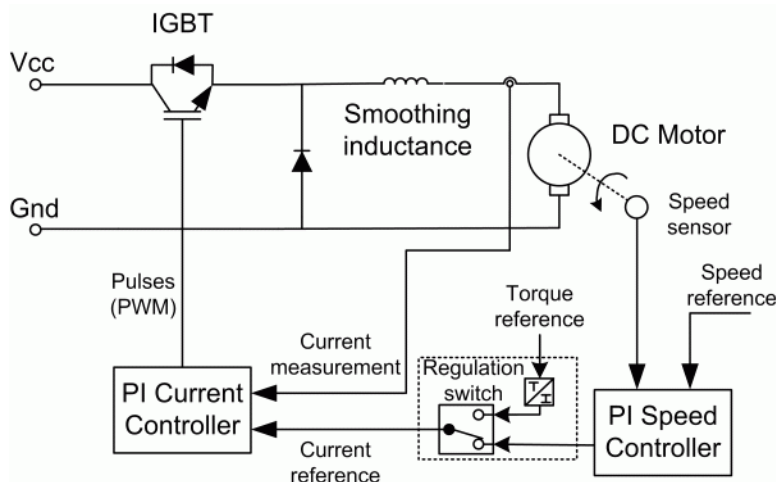 IGBT
Vcc
Smoothing
inductance
DC Motor
Gnd
Speed
sensor
Pulses
(PWM)
Speed
reference
Torque
reference
Current
measurement
Regulation
switch
T
I
PI Current
Controller
PI Speed
Controller
Current
reference